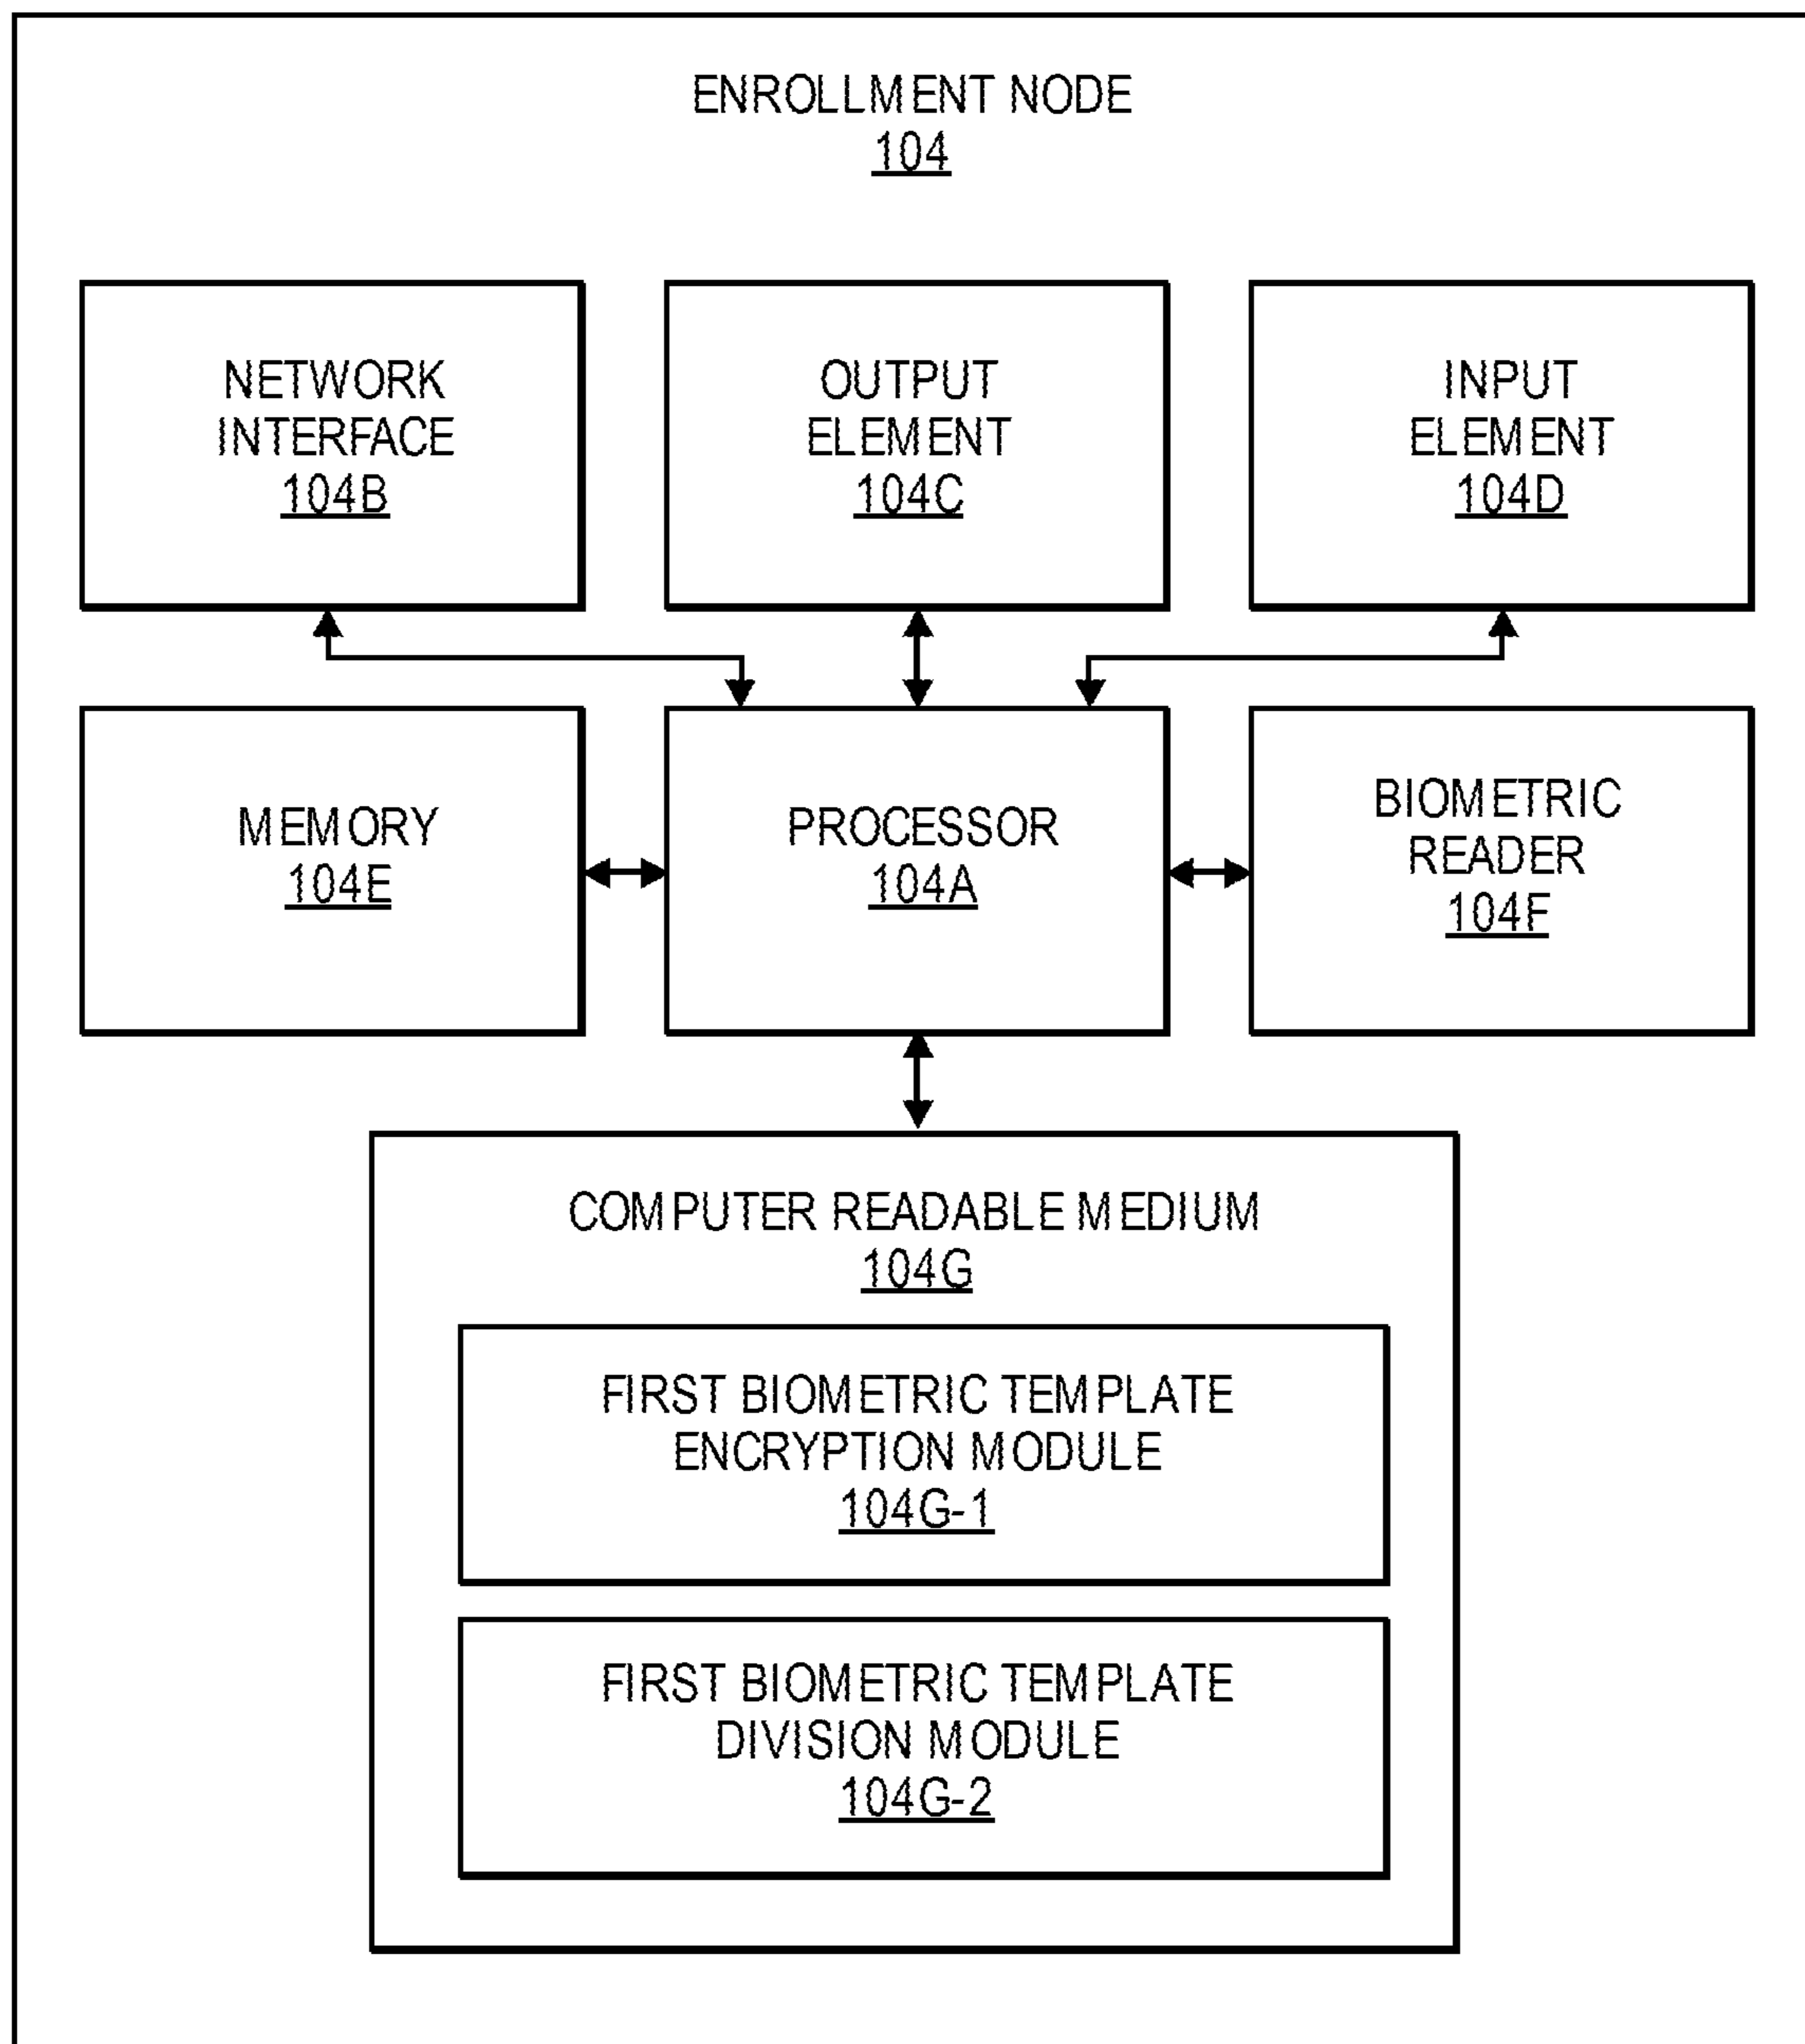 ENROLLMENT NODE
104
NETWORK
INTERFACE
104B
OUTPUT
ELEMENT
104C
INPUT
ELEMENT
104D
MEMORY
104E
PROCESSOR
104A
BIOMETRIC
READER
104F
COMPUTER READABLE MEDIUM
104G
FIRST BIOMETRIC TEMPLATE
ENCRYPTION MODULE
104G-1
FIRST BIOMETRIC TEMPLATE
DIVISION MODULE
104G-2